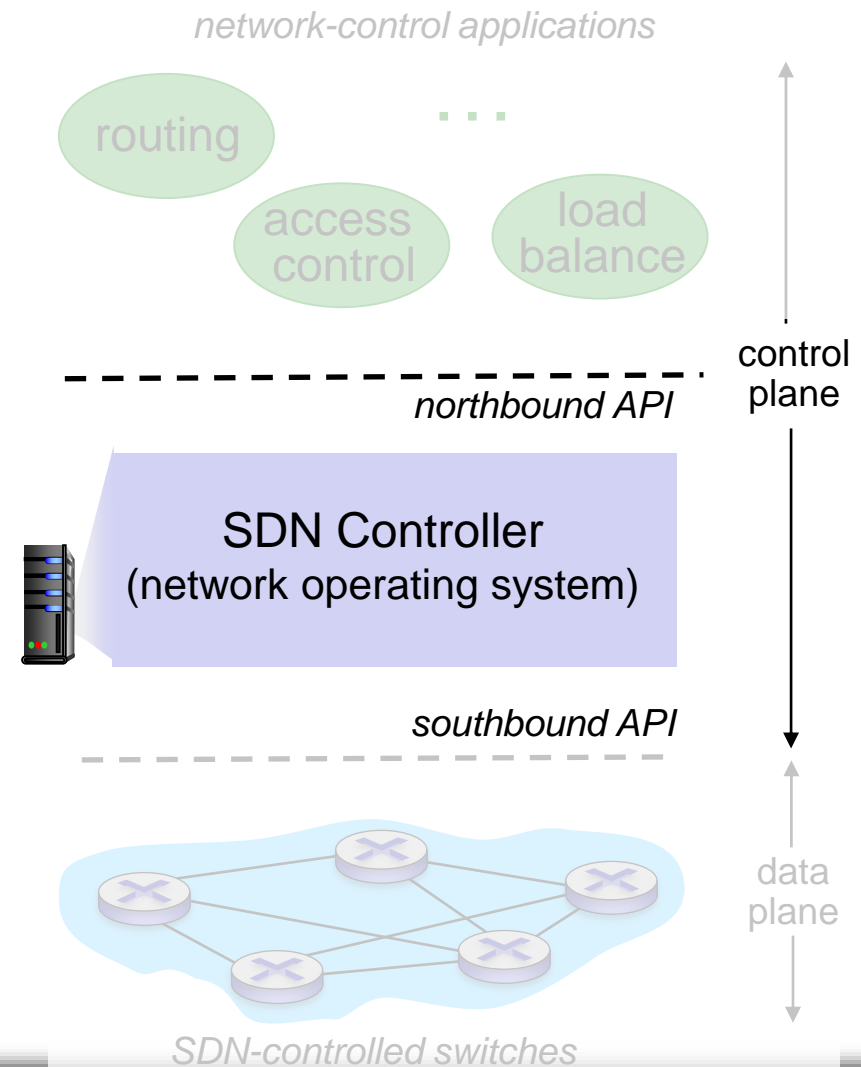 network-control applications
routing
. . .
access
control
load
balance
control
plane
northbound API
SDN Controller
(network operating system)
southbound API
data
plane
SDN-controlled switches